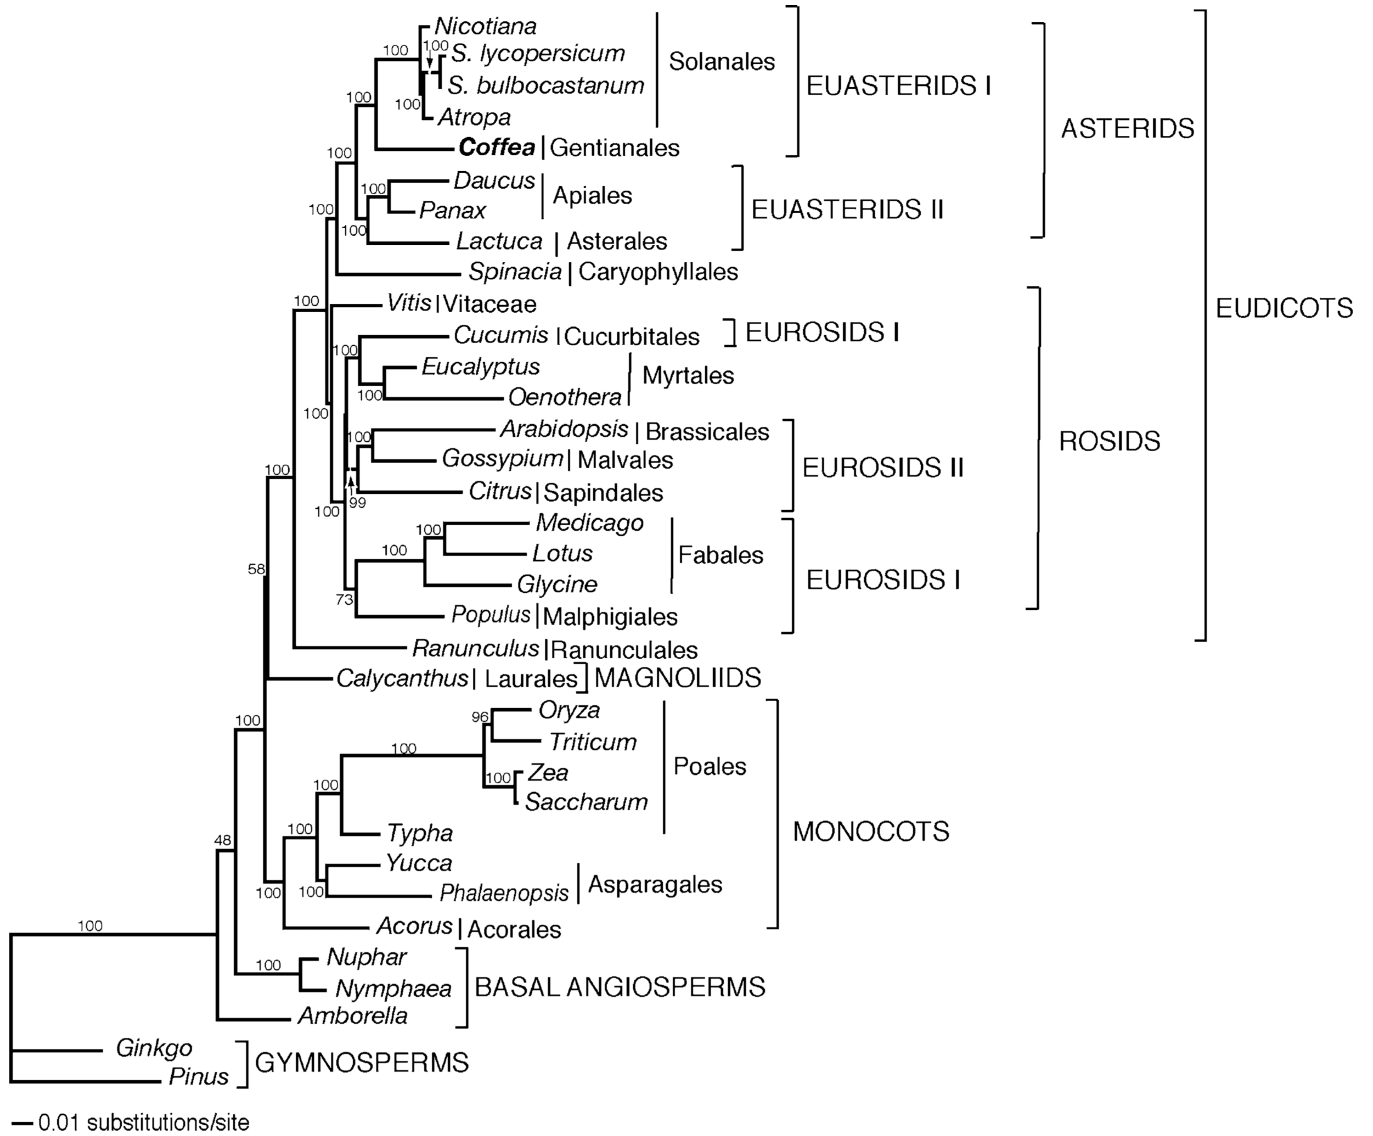 Nicotiana
100
100
S. lycopersicum
Solanales
S. bulbocastanum
EUASTERIDS I
100
100
Atropa
ASTERIDS
100
Coffea | Gentianales
Daucus
100
Apiales
Panax
EUASTERIDS II
100
100
Lactuca | Asterales
Spinacia | Caryophyllales
100
Vitis | Vitaceae
EUDICOTS
Cucumis | Cucurbitales
EUROSIDS I
100
Eucalyptus
Myrtales
100
Oenothera
100
Arabidopsis | Brassicales
100
ROSIDS
Gossypium | Malvales
EUROSIDS II
100
Citrus | Sapindales
99
100
Medicago
100
100
Lotus
Fabales
58
Glycine
EUROSIDS I
73
Populus | Malphigiales
Ranunculus | Ranunculales
Calycanthus | Laurales
MAGNOLIIDS
Oryza
96
100
Triticum
100
Poales
Zea
100
100
Saccharum
100
Typha
MONOCOTS
48
Yucca
100
100
Phalaenopsis
Asparagales
Acorus | Acorales
100
Nuphar
100
Nymphaea
BASAL ANGIOSPERMS
Amborella
Ginkgo
GYMNOSPERMS
Pinus
0.01 substitutions/site